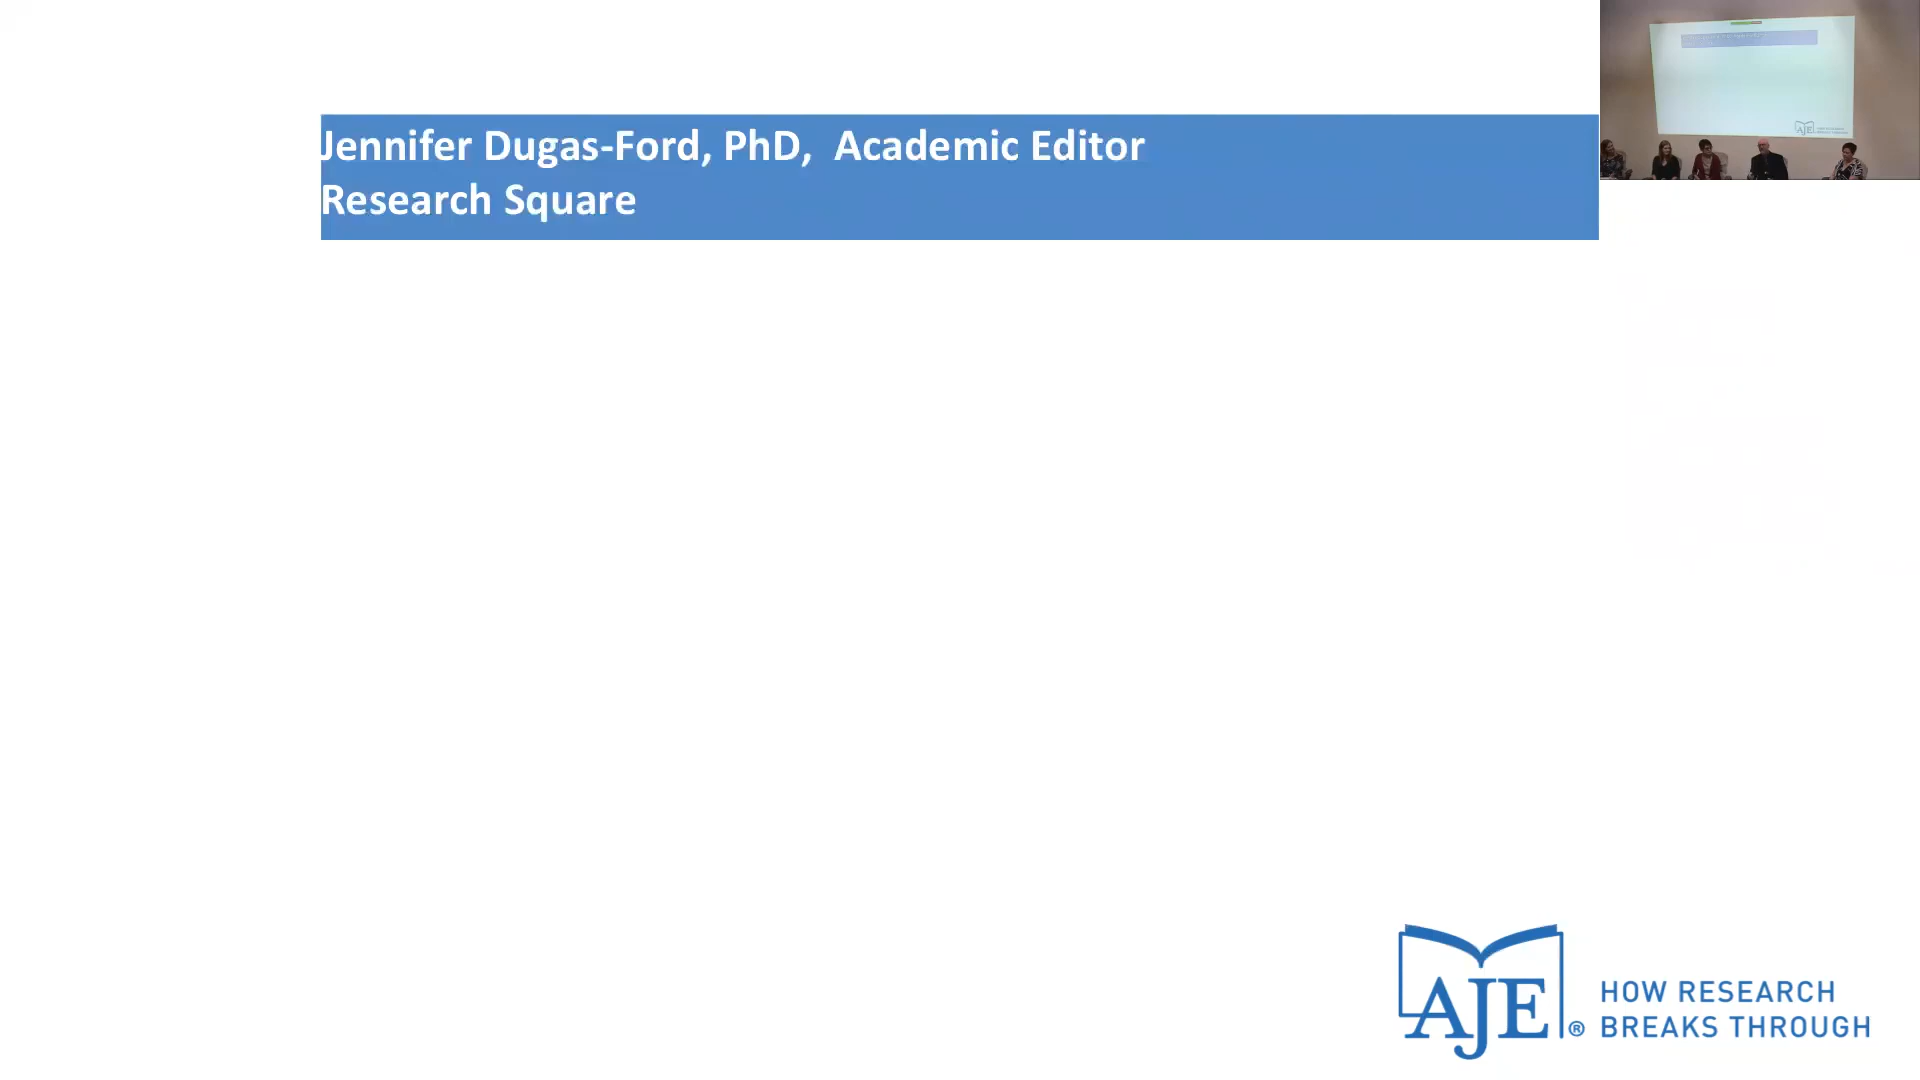 Jennifer Dugas-Ford, PhD,  Academic Editor
Research Square
AJE®
HOW RESEARCH
BREAKS THROUGH